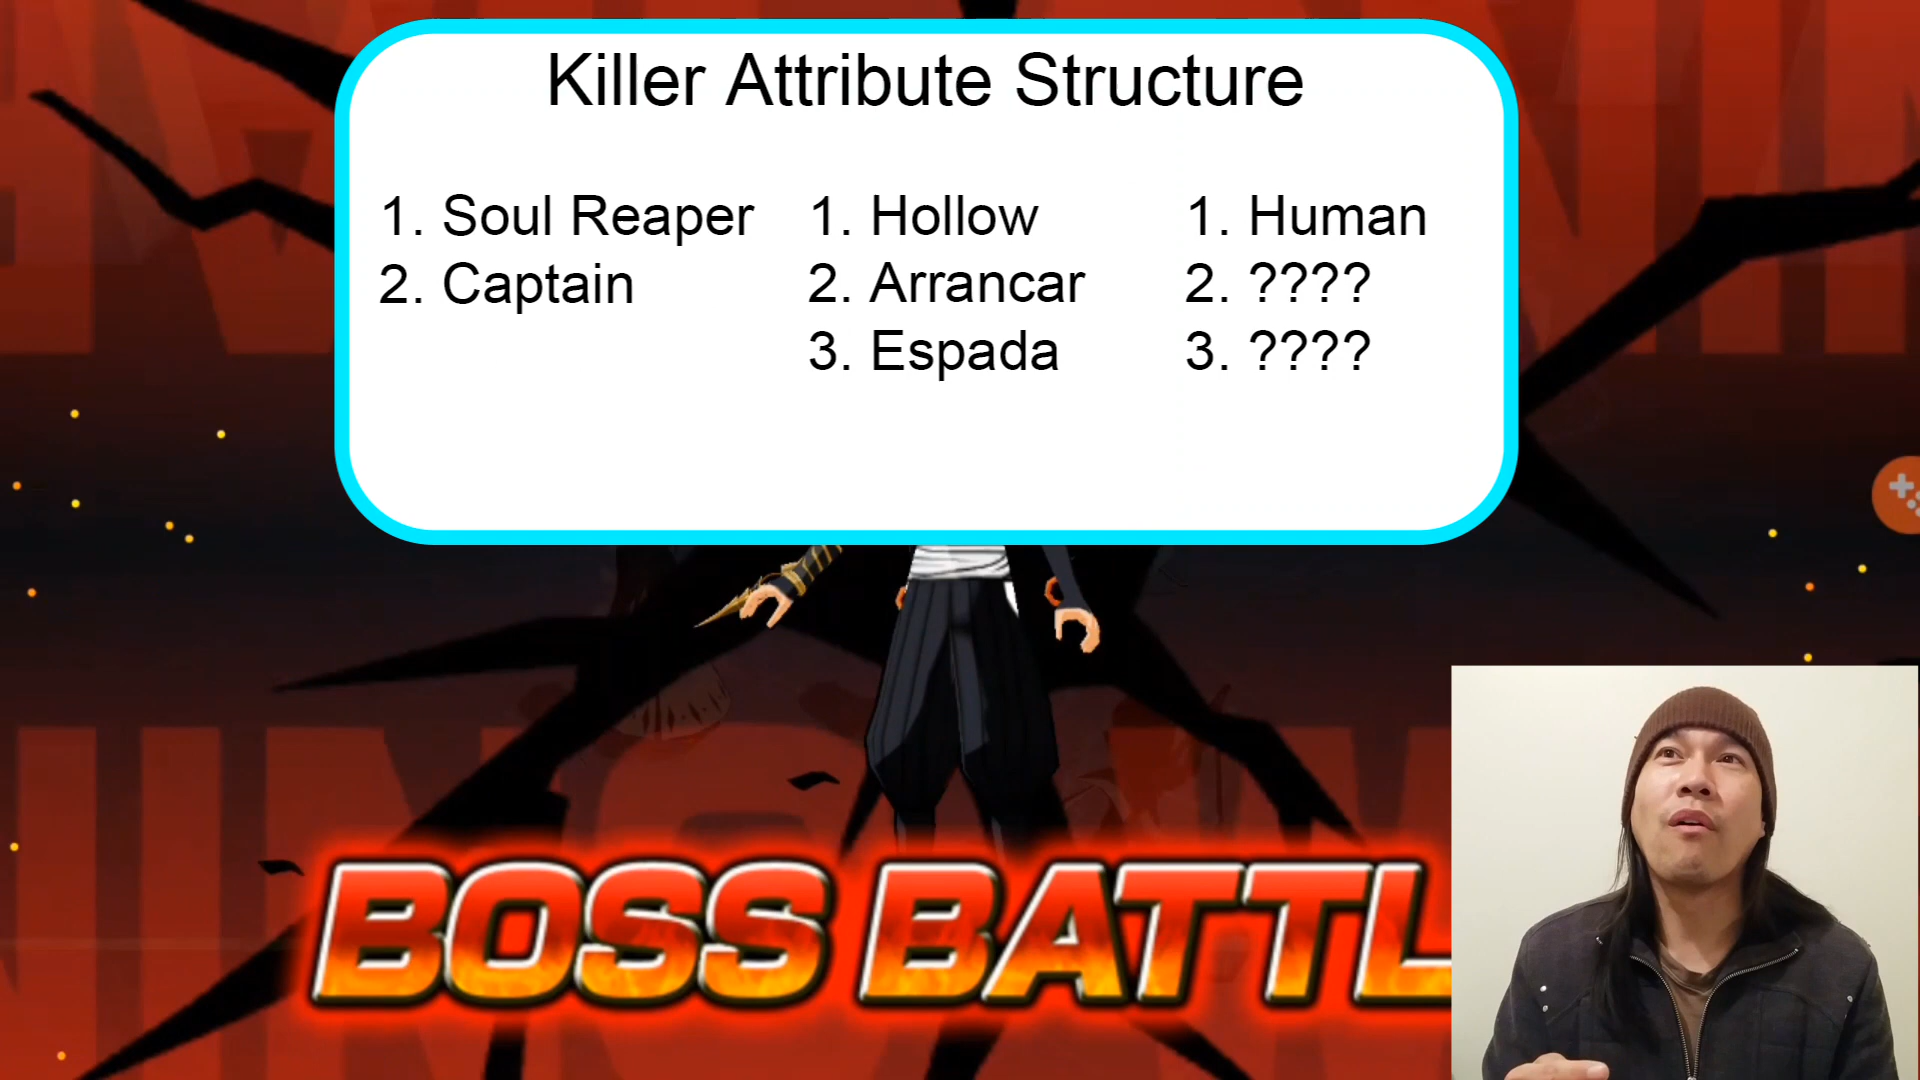 Killer Attribute Structure
1. Soul Reaper
2. Captain
1. Hollow
2. Arrancar
3. Espada
1. Human
2. ????
3. ????
BOSS BATTL